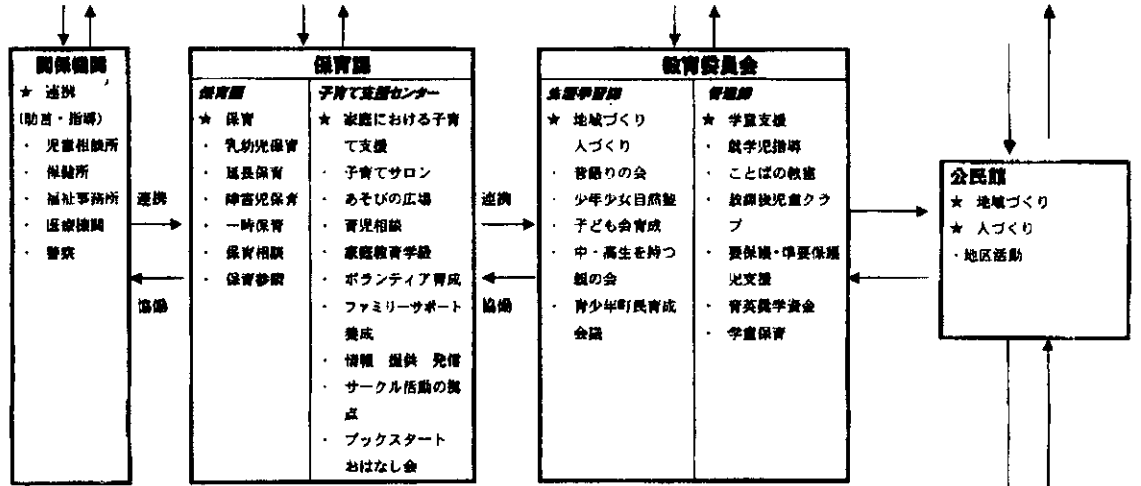 関係機関
★ 連携
(助言・指導)
・ 児童相談所
・ 保健所
・ 福祉事務所
・ 医療機関
・ 警察
連携
協働
保育課
保育園
★ 保育
・ 乳幼児保育
・ 延長保育
・ 障害児保育
・ 一時保育
・ 保育相談
・ 保育参観
子育て支援センター
★ 家庭における子育
て支援
・ 子育てサロン
・ あそびの広場
・ 育児相談
・ 家庭教育学級
・ ボランティア育成
・ ファミリーサポート
養成
・ 情報 提供 発信
・ サークル活動の拠
点
・ ブックスタート
おはなし会
連携
協働
教育委員会
生涯学習課
★ 地域づくり
人づくり
・ 昔語りの会
・ 少年少女自然塾
・ 子ども会育成
・ 中・高生を持つ
親の会
・ 青少年町民育成
会議
管理課
★ 学童支援
・ 就学児指導
・ ことばの教室
・ 放課後児童クラ
ブ
・ 要保護・準要保護
児支援
・ 育英奨学資金
・ 学童保育
公民館
★ 地域づくり
★ 人づくり
・地区活動